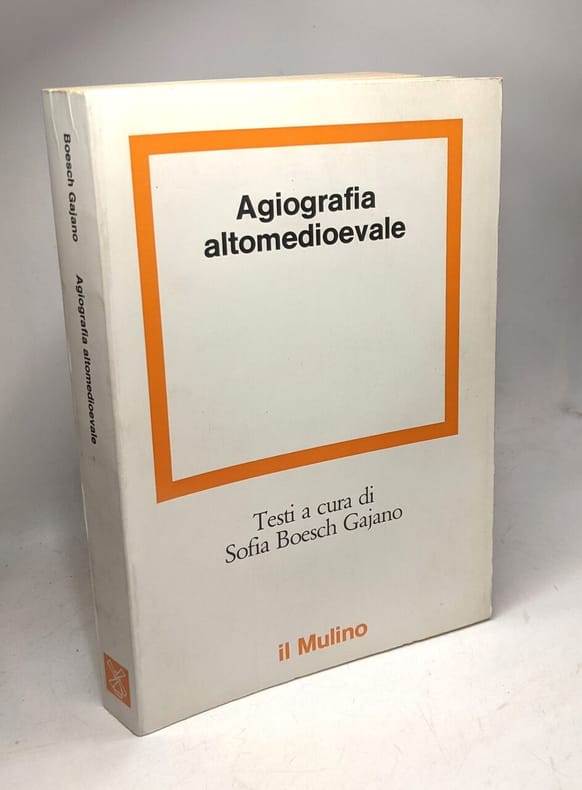 Boesch Gajano Agiografia altomedioevale
Agiografia
altomedioevale
Testi a cura di
Sofia Boesch Gajano
il Mulino